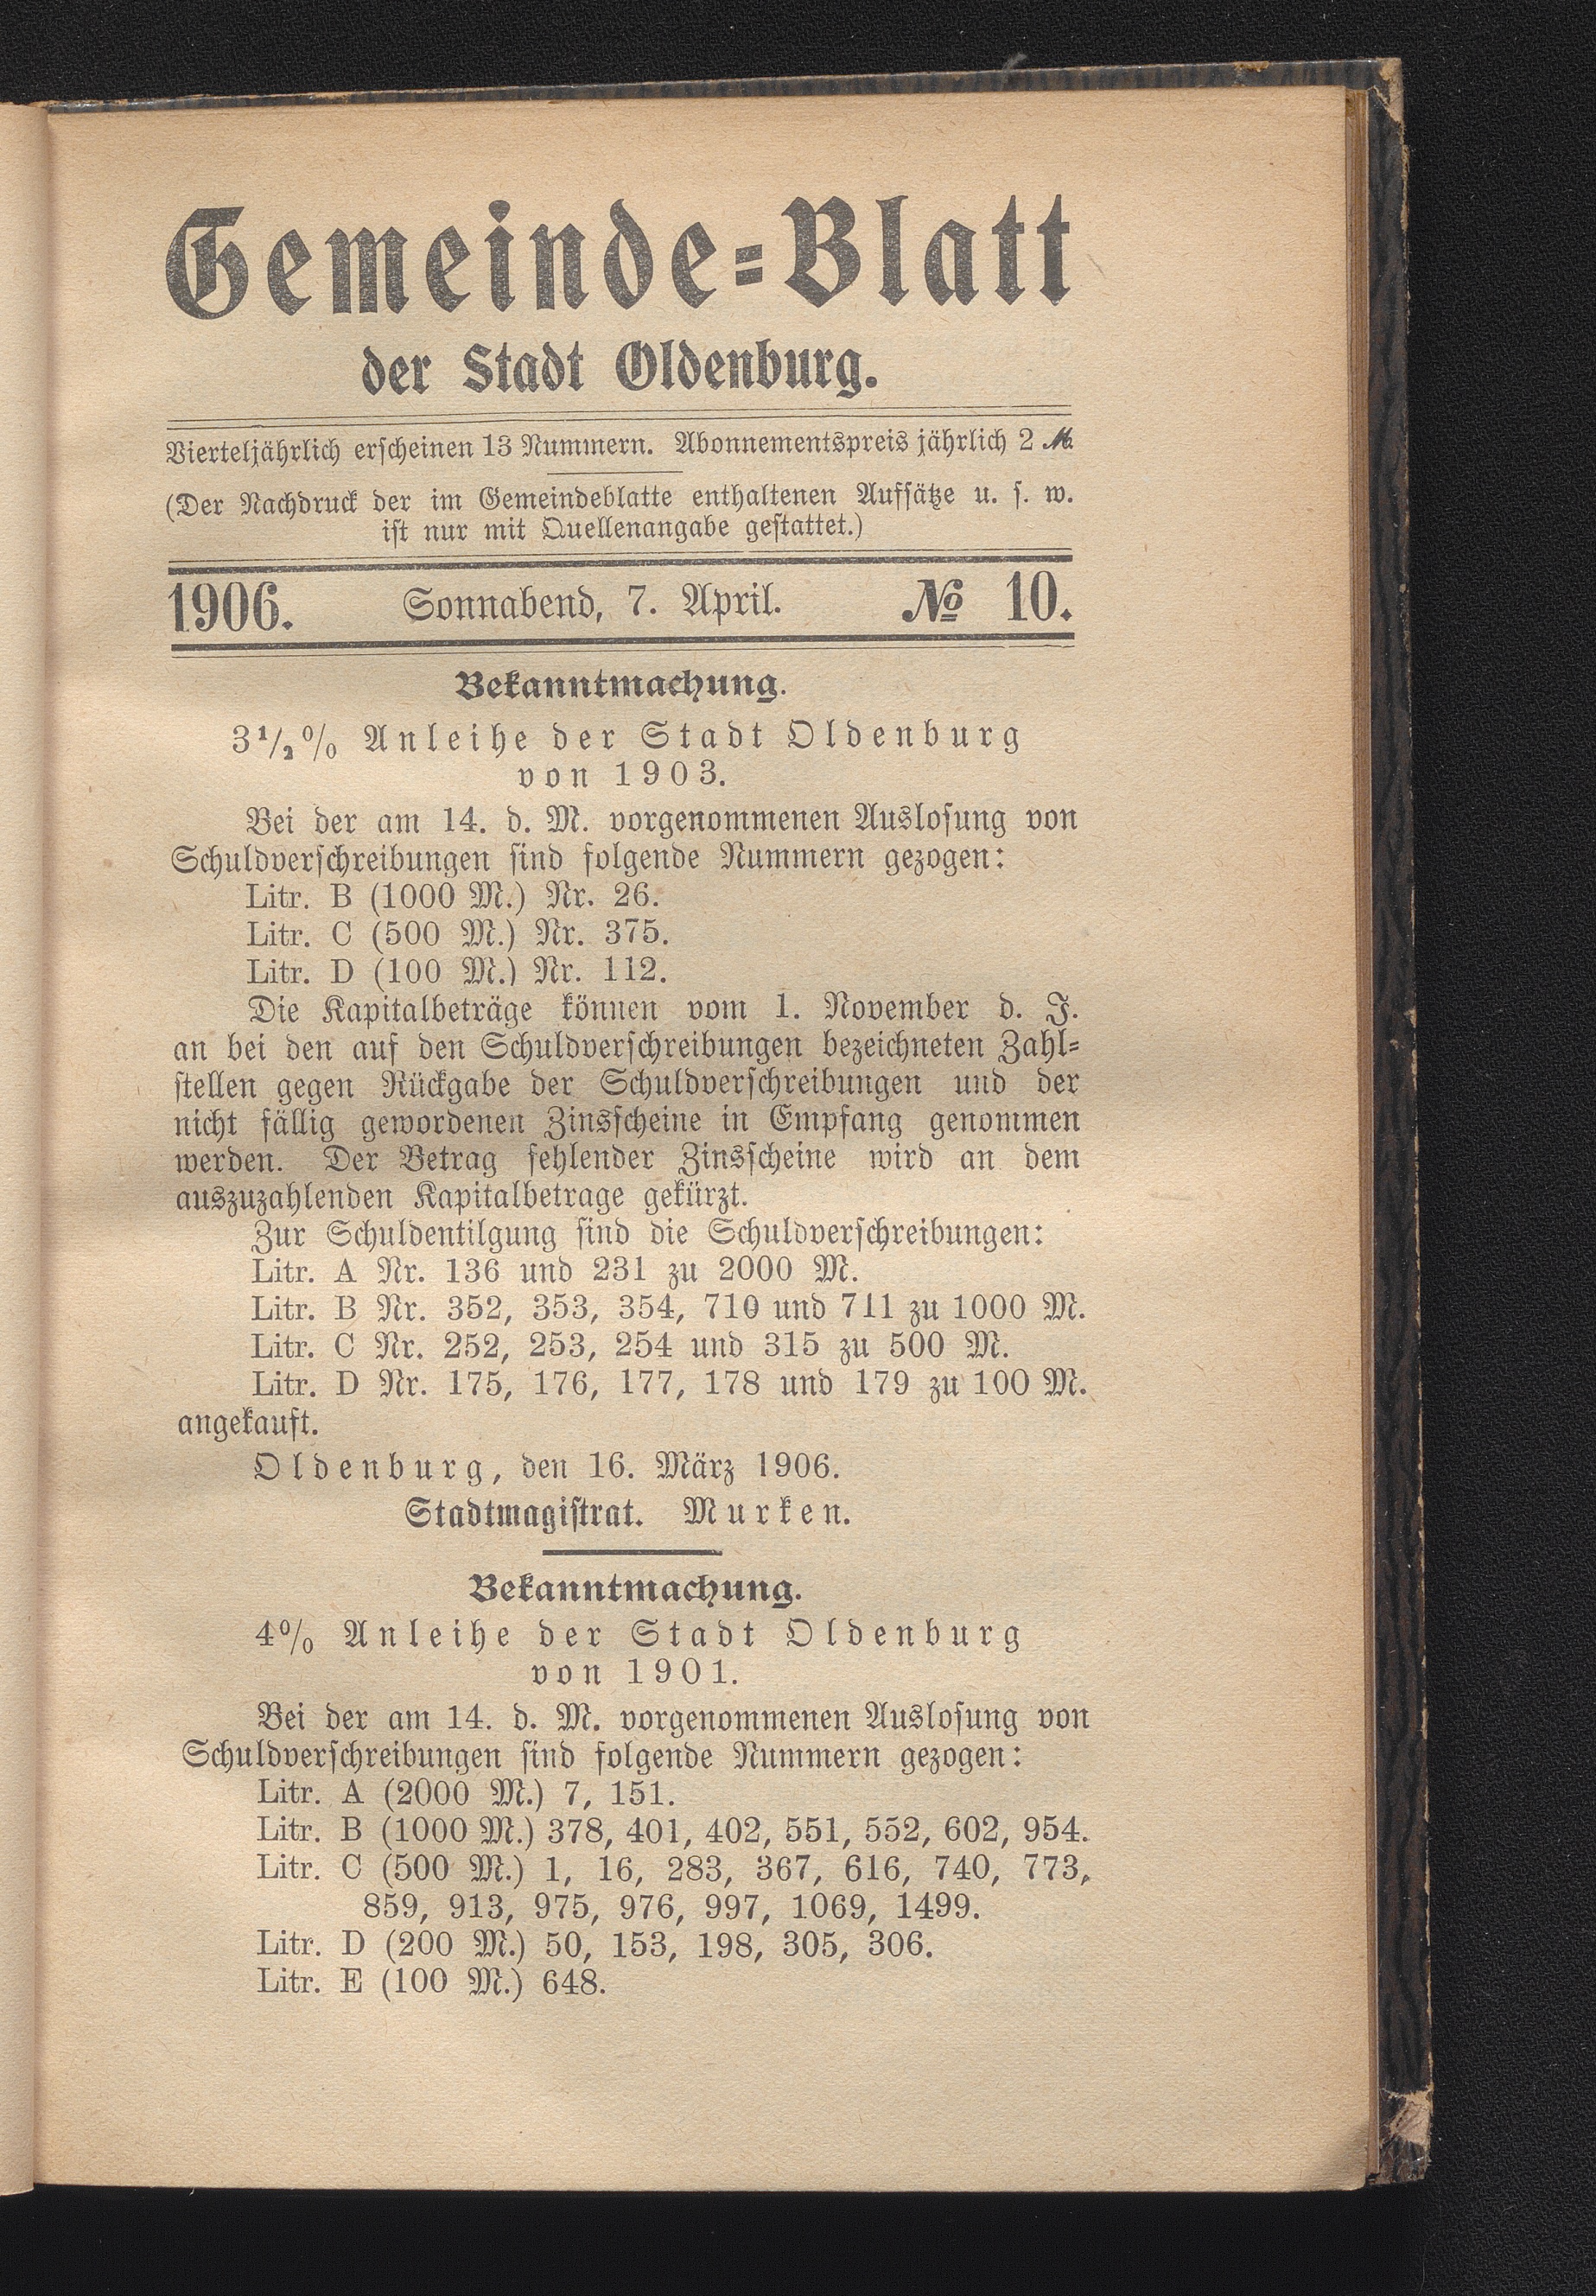 Gemeinde=Blatt
der Stadt Oldenburg.
Vierteljährlich erscheinen 13 Nummern. Abonnementspreis jährlich 2 ℳ.
(Der Nachdruck der im Gemeindeblatte enthaltenen Aufsätze u. s. w.
ist nur mit Quellenangabe gestattet.)
1906. Sonnabend, 7. April. № 10.
Bekanntmachung.
3½% Anleihe der Stadt Oldenburg
von 1903.
Bei der am 14. d. M. vorgenommenen Auslosung von
Schuldverschreibungen sind folgende Nummern gezogen:
Litr. B (1000 M.) Nr. 26.
Litr. C (500 M.) Nr. 375.
Litr. D (100 M.) Nr. 112.
Die Kapitalbeträge können vom 1. November d. J.
an bei den auf den Schuldverschreibungen bezeichneten Zahl=
stellen gegen Rückgabe der Schuldverschreibungen und der
nicht fällig gewordenen Zinsscheine in Empfang genommen
werden. Der Betrag fehlender Zinsscheine wird an dem
auszuzahlenden Kapitalbetrage gekürzt.
Zur Schuldentilgung sind die Schuldverschreibungen:
Litr. A Nr. 136 und 231 zu 2000 M.
Litr. B Nr. 352, 353, 354, 710 und 711 zu 1000 M.
Litr. C Nr. 252, 253, 254 und 315 zu 500 M.
Litr. D Nr. 175, 176, 177, 178 und 179 zu 100 M.
angekauft.
Oldenburg, den 16. März 1906.
Stadtmagistrat. Murken.
Bekanntmachung.
4% Anleihe der Stadt Oldenburg
von 1901.
Bei der am 14. d. M. vorgenommenen Auslosung von
Schuldverschreibungen sind folgende Nummern gezogen:
Litr. A (2000 M.) 7, 151.
Litr. B (1000 M.) 378, 401, 402, 551, 552, 602, 954.
Litr. C (500 M.) 1, 16, 283, 367, 616, 740, 773,
859, 913, 975, 976, 997, 1069, 1499.
Litr. D (200 M.) 50, 153, 198, 305, 306.
Litr. E (100 M.) 648.